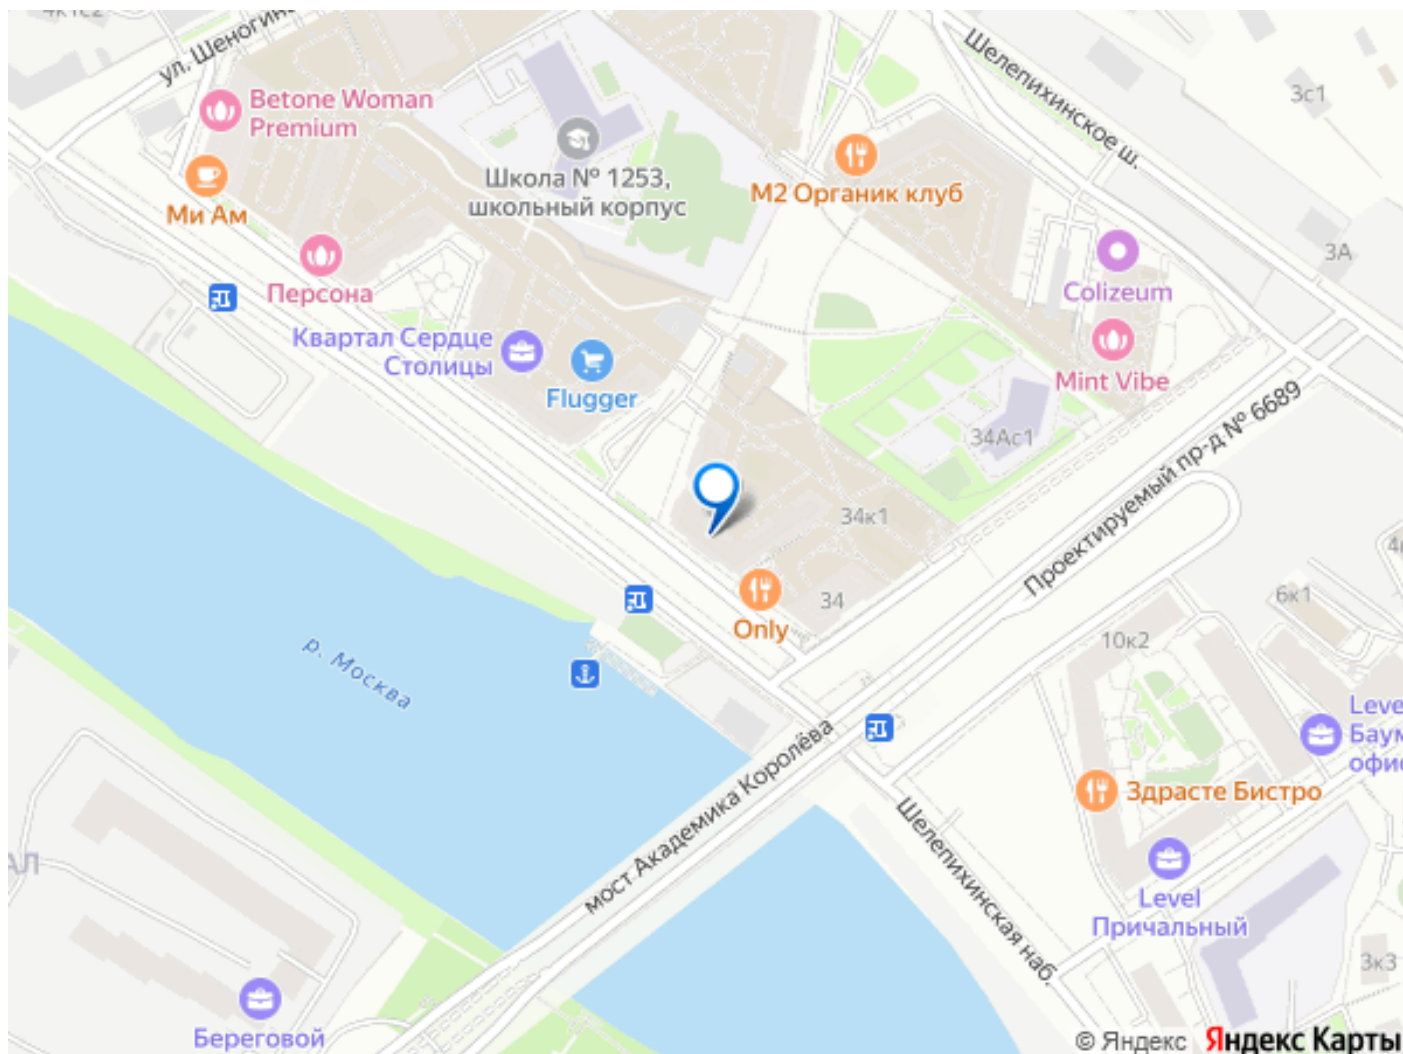 4к1с2
ул. Шеногина
Betone Woman
Premium
Ми Ам
Персона
Школа № 1253,
школьный корпус
М2 Органик клуб
Шелепихинское ш.
3с1
3А
Colizeum
Mint Vibe
Квартал Сердце
Столицы
Flugger
34Ас1
Проектируемый пр-д № 6689
34к1
34
Only
р. Москва
6к1
10к2
Level
Здрасте Бистро
Level
Причальный
мост Академика Королёва
Шелепихинская наб.
3к3
Береговой
© Яндекс Яндекс Карты